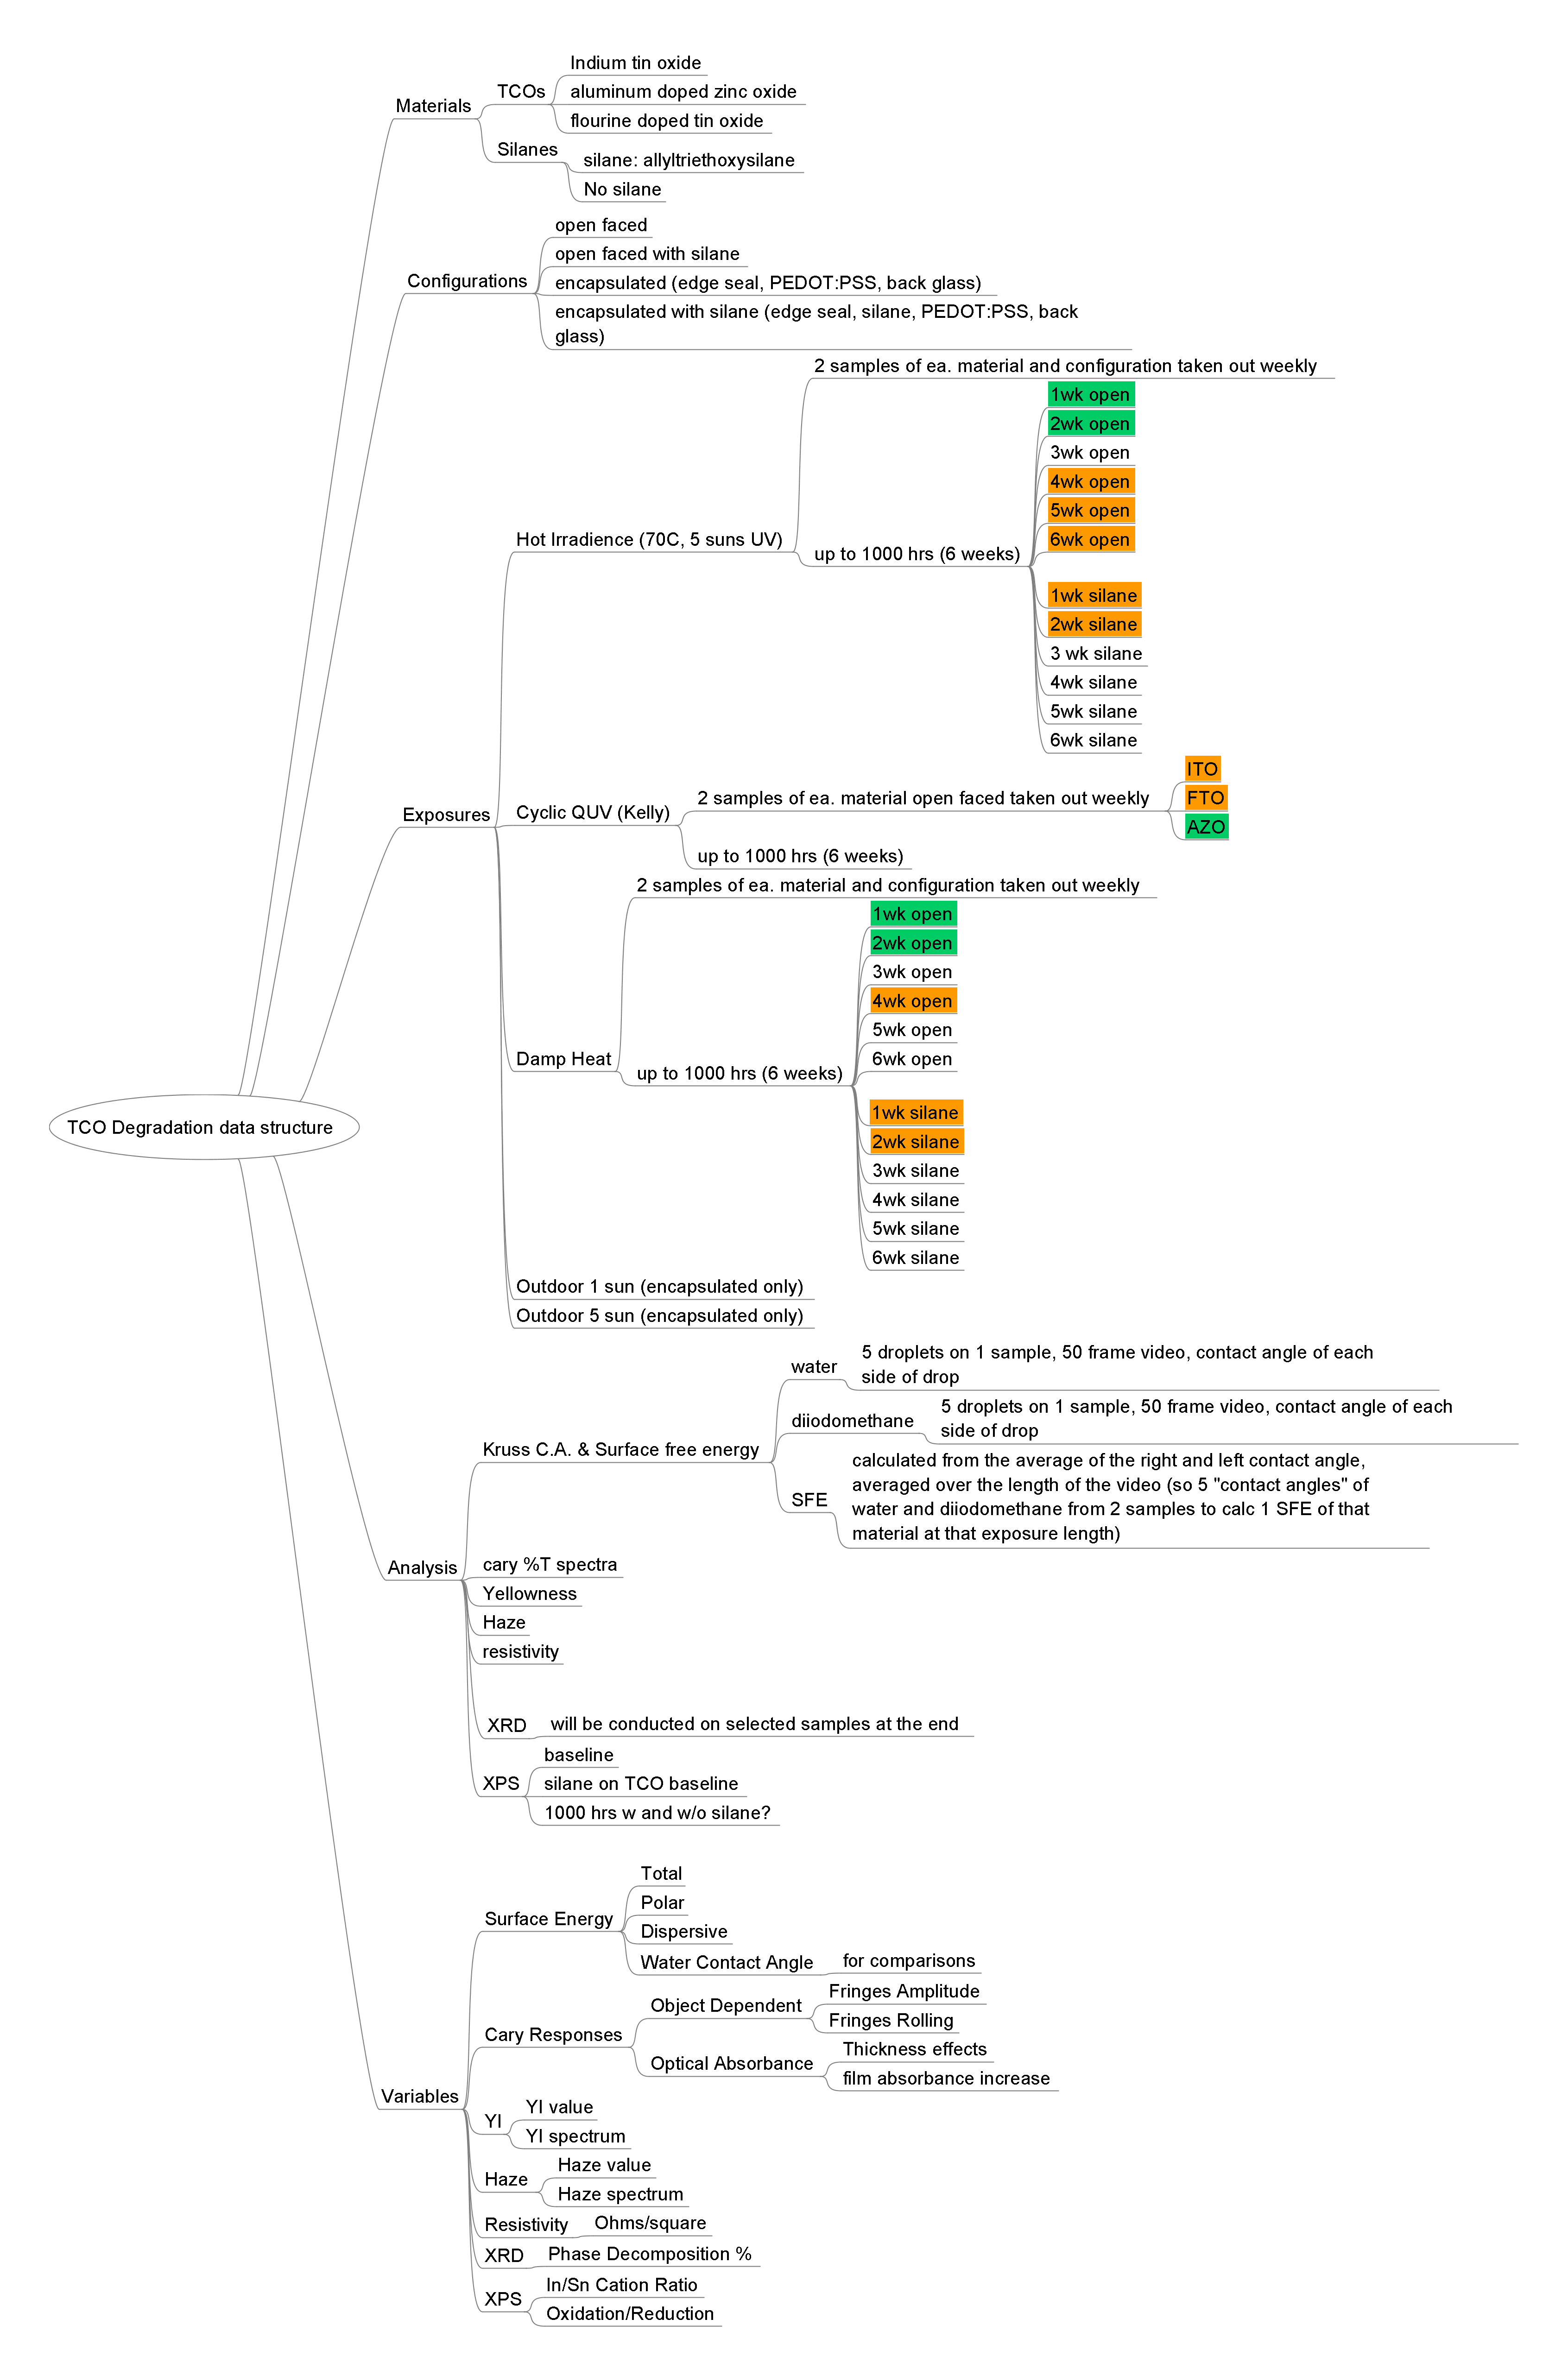 Indium tin oxide
TCOs
aluminum doped zinc oxide
Materials
flourine doped tin oxide
Silanes
silane: allyltriethoxysilane
No silane
open faced
open faced with silane
Configurations
encapsulated (edge seal, PEDOT:PSS, back glass)
encapsulated with silane (edge seal, silane, PEDOT:PSS, back
glass)
2 samples of ea. material and configuration taken out weekly
1wk open
2wk open
3wk open
4wk open
5wk open
Hot Irradience (70C, 5 suns UV)
6wk open
up to 1000 hrs (6 weeks)
1wk silane
2wk silane
3 wk silane
4wk silane
5wk silane
6wk silane
ITO
2 samples of ea. material open faced taken out weekly
FTO
Exposures
Cyclic QUV (Kelly)
AZO
up to 1000 hrs (6 weeks)
2 samples of ea. material and configuration taken out weekly
1wk open
2wk open
3wk open
4wk open
5wk open
Damp Heat
6wk open
up to 1000 hrs (6 weeks)
1wk silane
TCO Degradation data structure
2wk silane
3wk silane
4wk silane
5wk silane
6wk silane
Outdoor 1 sun (encapsulated only)
Outdoor 5 sun (encapsulated only)
water
5 droplets on 1 sample, 50 frame video, contact angle of each
side of drop
diiodomethane
5 droplets on 1 sample, 50 frame video, contact angle of each
side of drop
Kruss C.A. & Surface free energy
SFE
calculated from the average of the right and left contact angle,
averaged over the length of the video (so 5 "contact angles" of
water and diiodomethane from 2 samples to calc 1 SFE of that
material at that exposure length)
Analysis
cary %T spectra
Yellowness
Haze
resistivity
XRD
will be conducted on selected samples at the end
XPS
baseline
silane on TCO baseline
1000 hrs w and w/o silane?
Total
Polar
Surface Energy
Dispersive
Water Contact Angle
for comparisons
Fringes Amplitude
Object Dependent
Fringes Rolling
Cary Responses
Thickness effects
Optical Absorbance
film absorbance increase
Variables
YI
YI value
YI spectrum
Haze
Haze value
Haze spectrum
Resistivity
Ohms/square
XRD
Phase Decomposition %
XPS
In/Sn Cation Ratio
Oxidation/Reduction